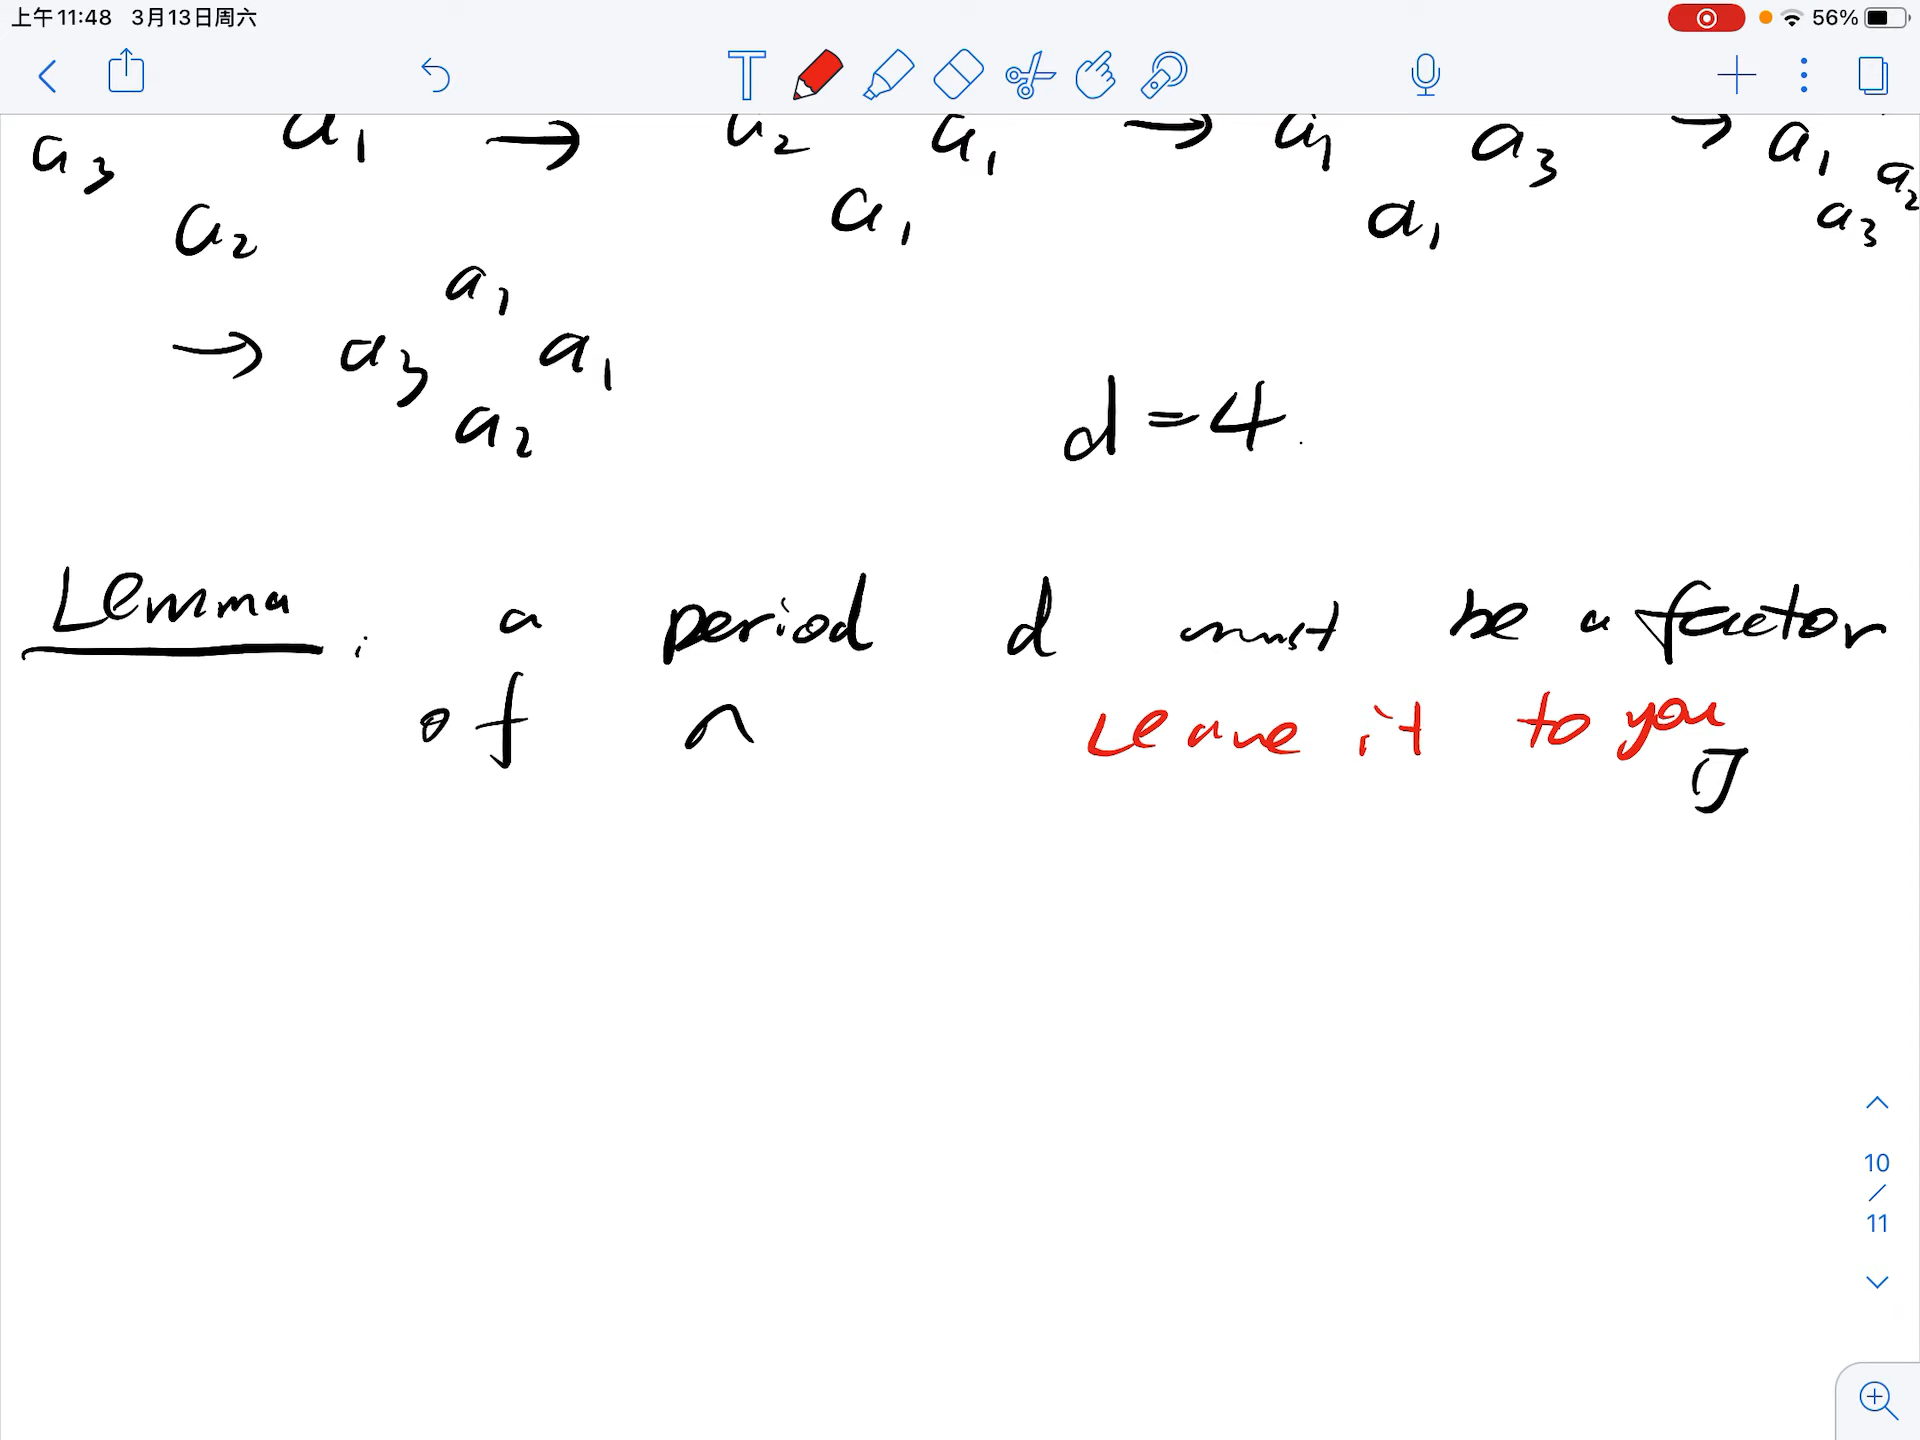 上午11:48 3月13日周六 56%
a3 a1 → a2 a1 → a1 a3 → a1 a2
a2 a1 a1 a3
a1
→ a3 a1
a2
d=4.
Lemma: a period d must be a factor
of n Leave it to you
10
/
11